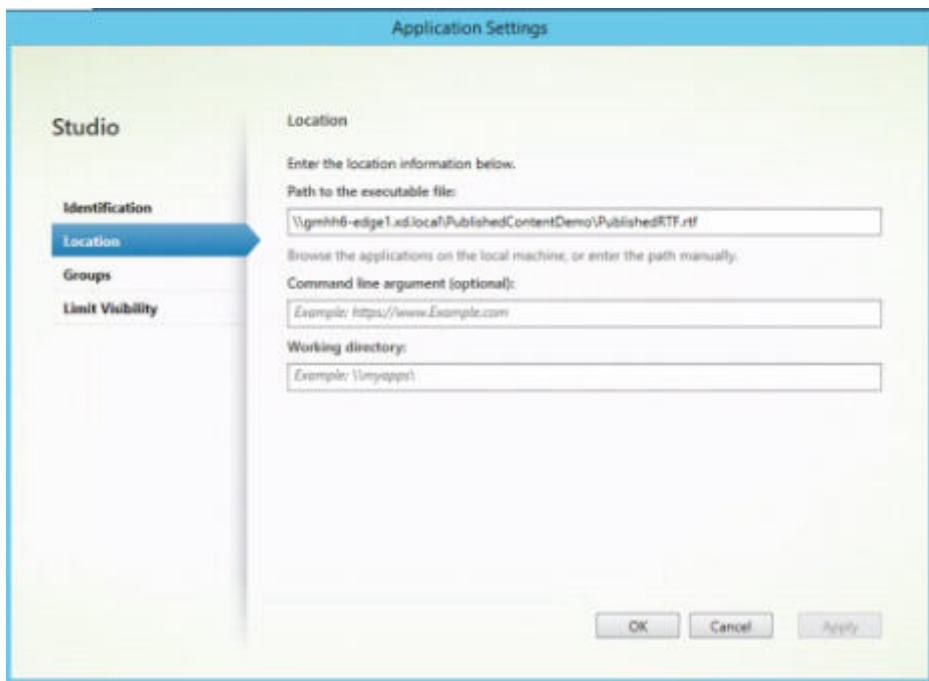 Application Settings
Studio
Identification
Location
Groups
Limit Visibility
Location
Enter the location information below.
Path to the executable file:
\\gmhh6-edge1.xd.local\PublishedContentDemo\PublishedRTF.rtf
Browse the applications on the local machine, or enter the path manually.
Command line argument (optional):
Example: https://www.Example.com
Working directory:
Example: \\myapps\
OK
Cancel
Apply